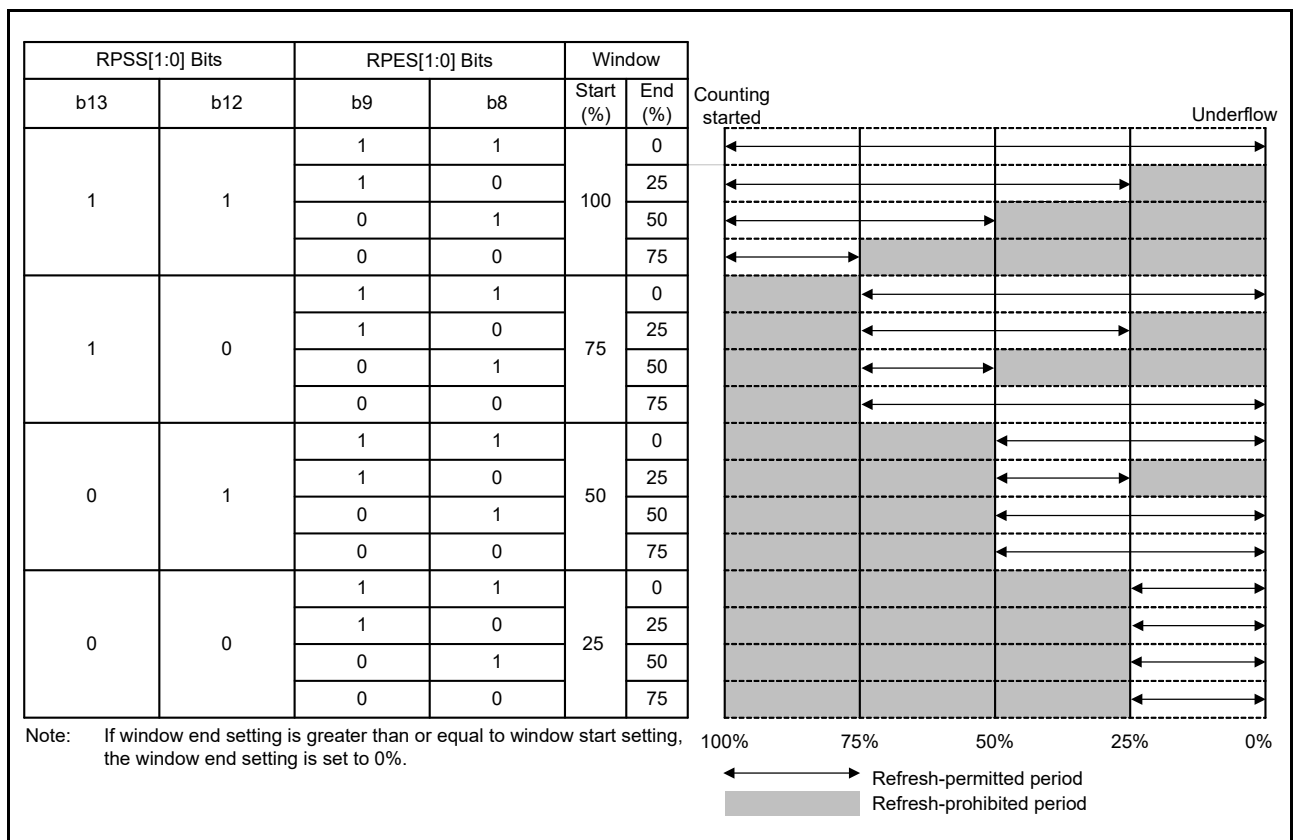 RPSS[1:0] Bits RPES[1:0] Bits Window
b13 b12 b9 b8 Start (%) End (%)
Counting started Underflow
1 1 1 1 100 0
1 0 25
0 1 50
0 0 75
1 0 1 1 75 0
1 0 25
0 1 50
0 0 75
0 1 1 1 50 0
1 0 25
0 1 50
0 0 75
0 0 1 1 25 0
1 0 25
0 1 50
0 0 75
100% 75% 50% 25% 0%
Note: If window end setting is greater than or equal to window start setting,
the window end setting is set to 0%.
Refresh-permitted period
Refresh-prohibited period